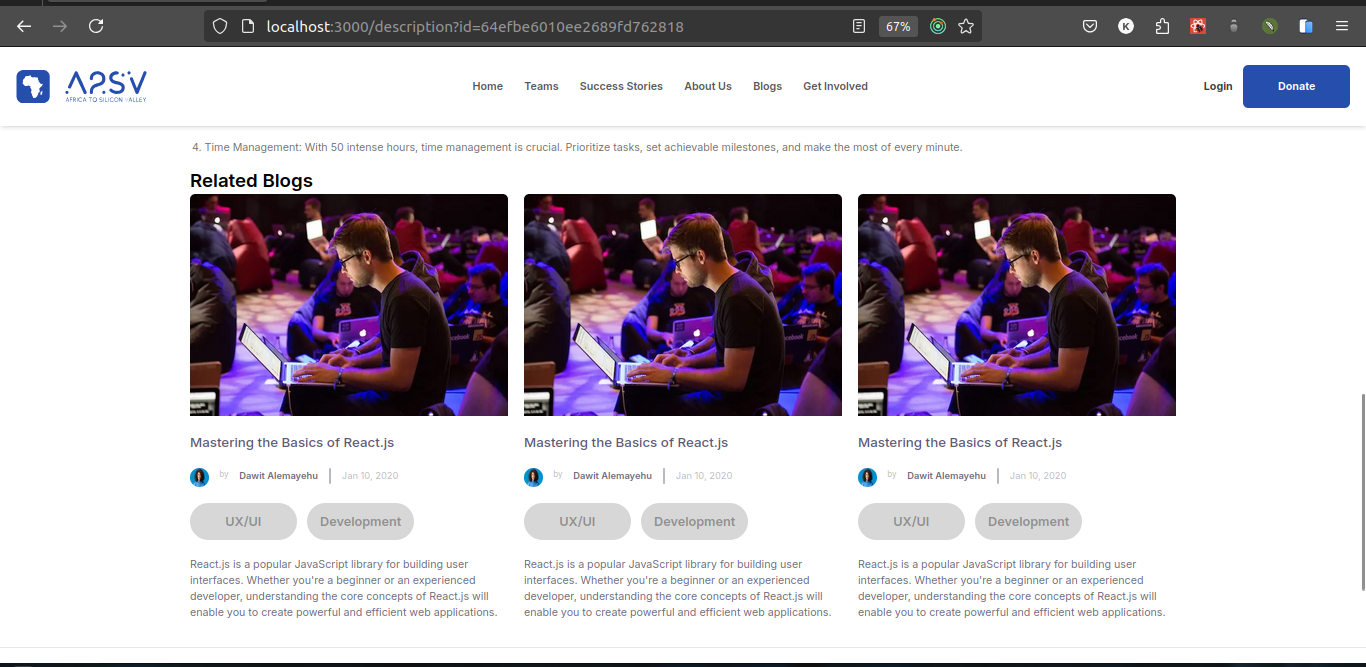 localhost:3000/description?id=64efbe6010ee2689fd762818
67%
K
A2SV
AFRICA TO SILICON VALLEY
Home
Teams
Success Stories
About Us
Blogs
Get Involved
Login
Donate
4. Time Management: With 50 intense hours, time management is crucial. Prioritize tasks, set achievable milestones, and make the most of every minute.
Related Blogs
Mastering the Basics of React.js
by Dawit Alemayehu | Jan 10, 2020
UX/UI
Development
React.js is a popular JavaScript library for building user
interfaces. Whether you're a beginner or an experienced
developer, understanding the core concepts of React.js will
enable you to create powerful and efficient web applications.
Mastering the Basics of React.js
by Dawit Alemayehu | Jan 10, 2020
UX/UI
Development
React.js is a popular JavaScript library for building user
interfaces. Whether you're a beginner or an experienced
developer, understanding the core concepts of React.js will
enable you to create powerful and efficient web applications.
Mastering the Basics of React.js
by Dawit Alemayehu | Jan 10, 2020
UX/UI
Development
React.js is a popular JavaScript library for building user
interfaces. Whether you're a beginner or an experienced
developer, understanding the core concepts of React.js will
enable you to create powerful and efficient web applications.